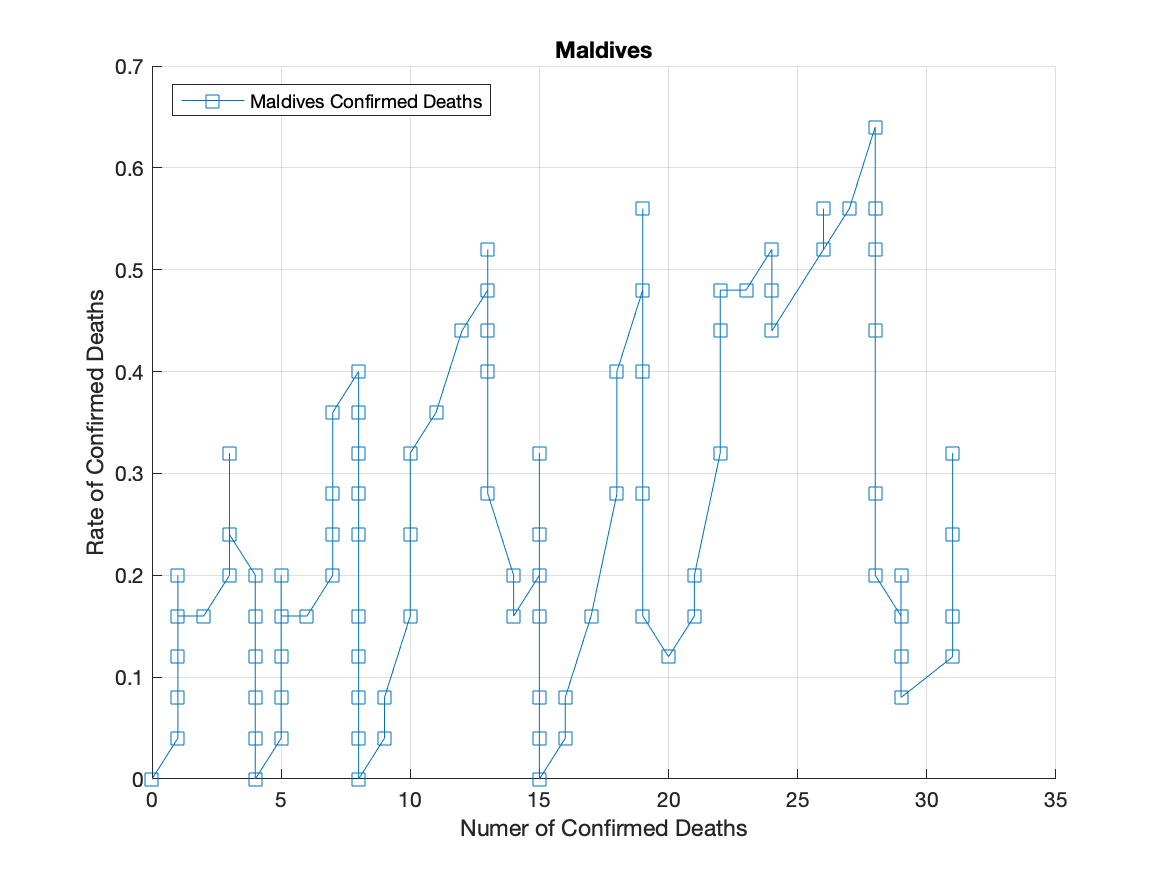 Maldives
Maldives Confirmed Deaths
Rate of Confirmed Deaths
0.7
0.6
0.5
0.4
0.3
0.2
0.1
0
0 5 10 15 20 25 30 35
Numer of Confirmed Deaths